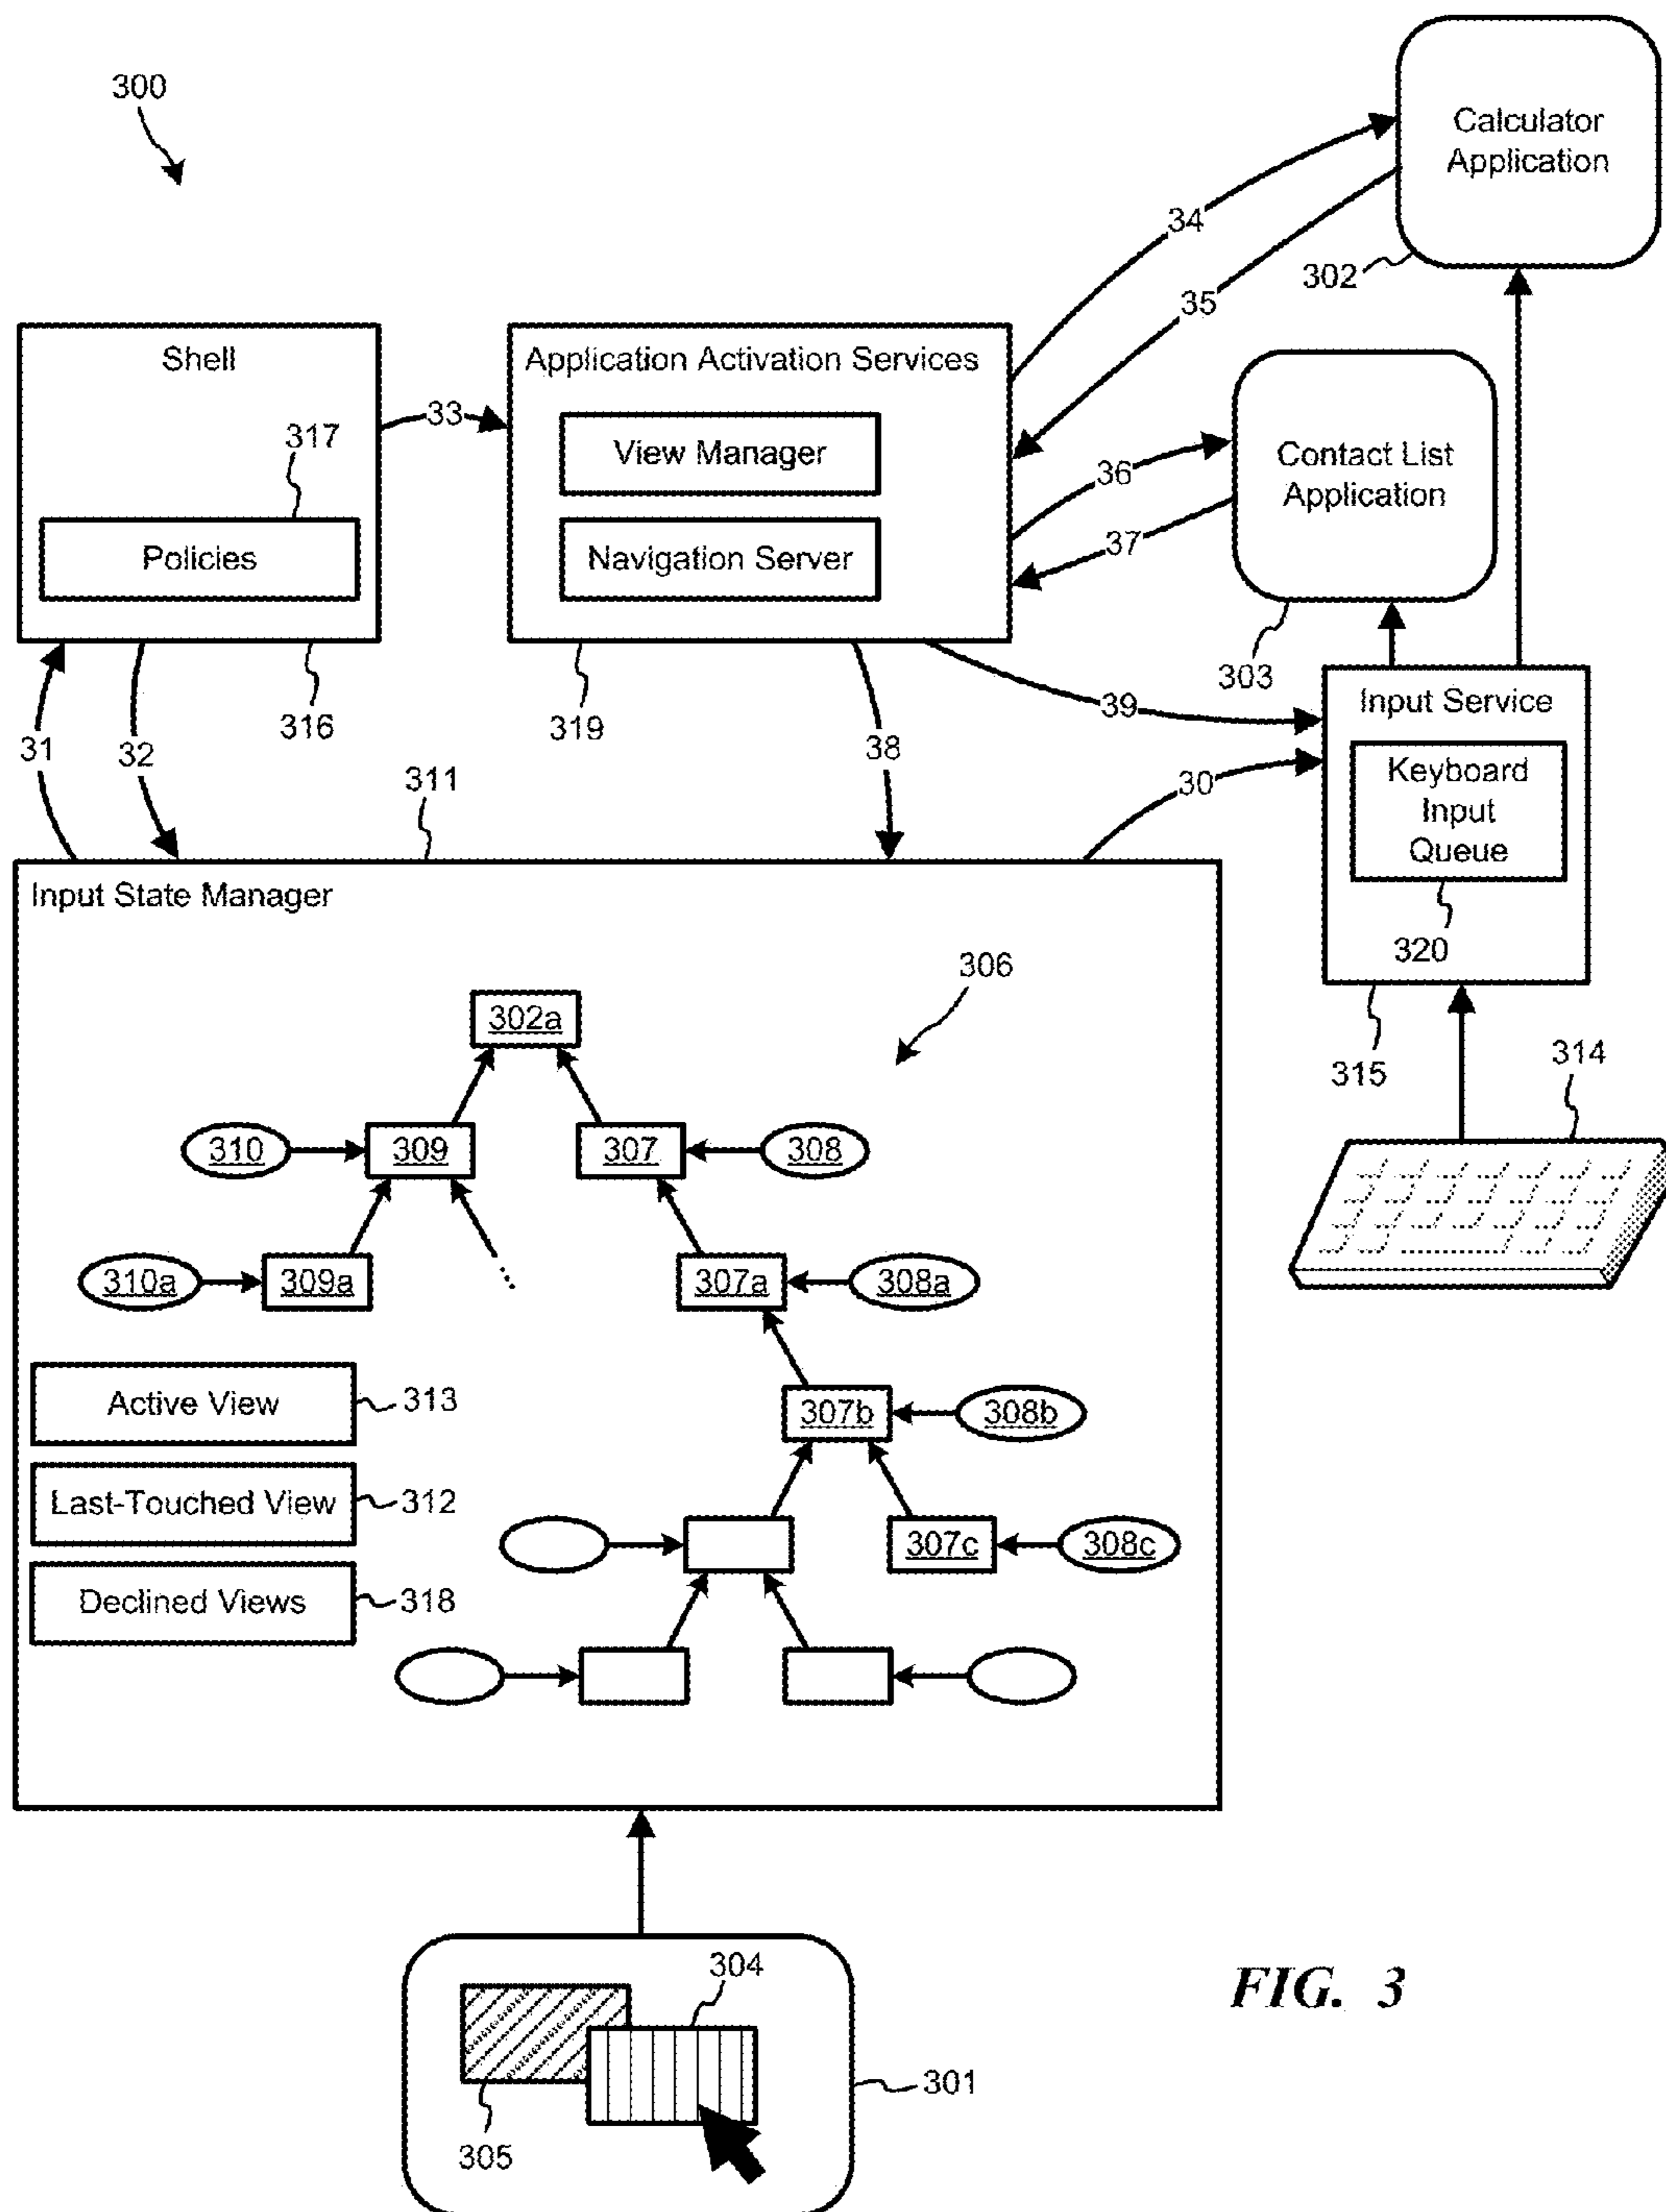 300
Calculator
Application
34
302
35
Shell
Application Activation Services
33
317
View Manager
36
Contact List
Application
Policies
Navigation Server
37
303
316
319
39
Input Service
31
32
38
311
30
Keyboard
Input
Queue
Input State Manager
320
306
302a
315
314
310
309
307
308
310a
309a
...
307a
308a
Active View
313
307b
308b
Last-Touched View
312
307c
308c
Declined Views
318
304
FIG. 3
301
305